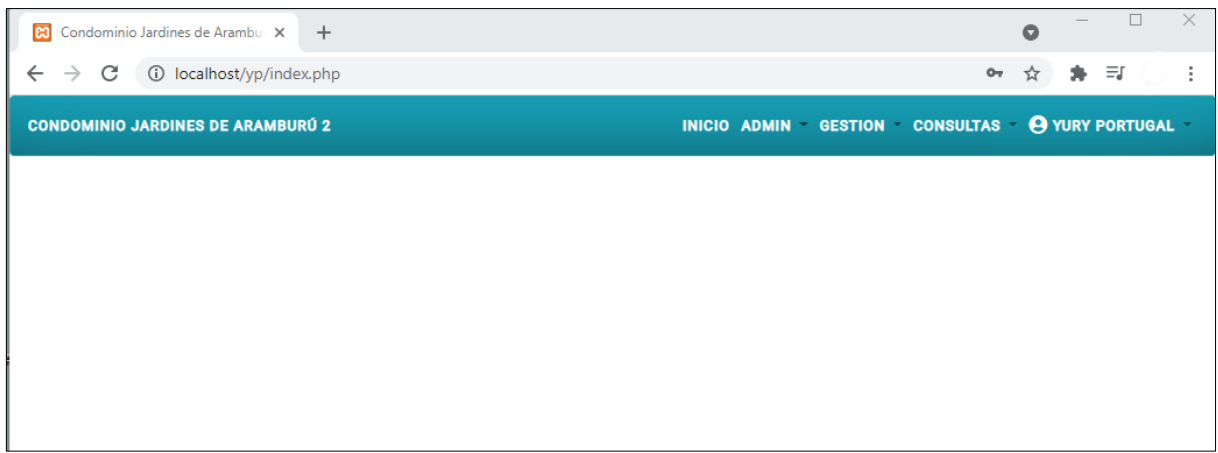 Condominio Jardines de Arambu
localhost/yp/index.php
CONDOMINIO JARDINES DE ARAMBURÚ 2 INICIO ADMIN GESTION CONSULTAS YURY PORTUGAL